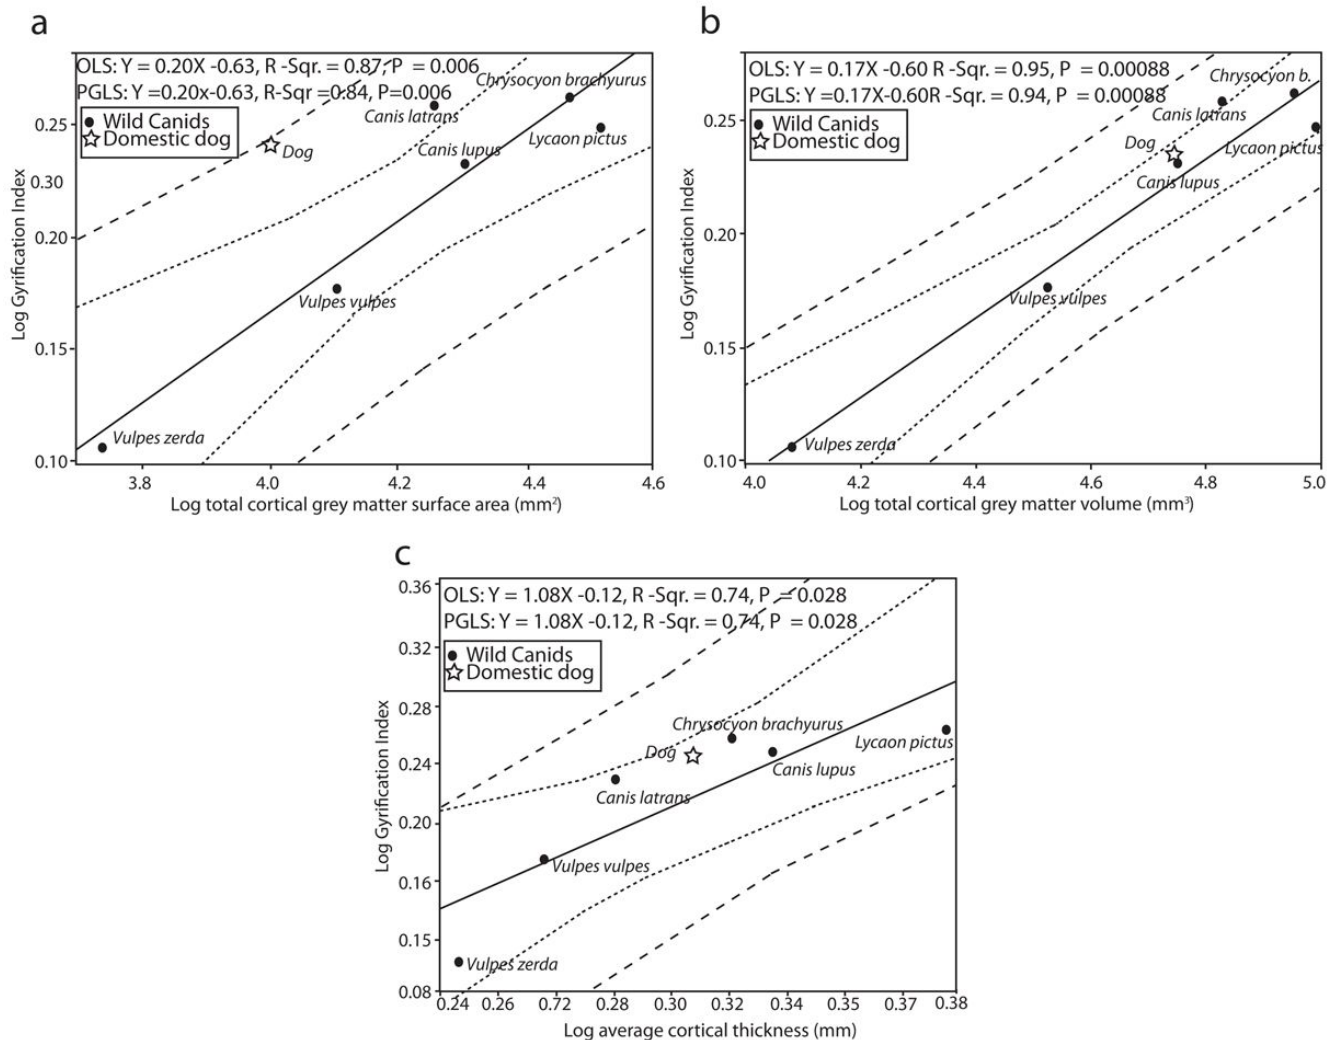 a
OLS: Y = 0.20X -0.63, R -Sqr. = 0.87, P = 0.006
PGLS: Y =0.20x-0.63, R-Sqr =0.84, P=0.006
Wild Canids
Domestic dog
Chrysocyon brachyurus
Canis latrans
Lycaon pictus
Dog
Canis lupus
Vulpes vulpes
Vulpes zerda
0.25
0.30
0.20
0.15
0.10
Log Gyrification Index
3.8 4.0 4.2 4.4 4.6
Log total cortical grey matter surface area (mm²)
b
OLS: Y = 0.17X -0.60 R -Sqr. = 0.95, P = 0.00088
PGLS: Y =0.17X-0.60R -Sqr. = 0.94, P = 0.00088
Wild Canids
Domestic dog
Chrysocyon b.
Canis latrans
Dog
Lycaon pictus
Canis lupus
Vulpes vulpes
Vulpes zerda
0.25
0.20
0.15
0.10
Log Gyrification Index
4.0 4.2 4.4 4.6 4.8 5.0
Log total cortical grey matter volume (mm³)
c
OLS: Y = 1.08X -0.12, R -Sqr. = 0.74, P = 0.028
PGLS: Y = 1.08X -0.12, R -Sqr. = 0.74, P = 0.028
Wild Canids
Domestic dog
Chrysocyon brachyurus
Dog
Lycaon pictus
Canis lupus
Canis latrans
Vulpes vulpes
Vulpes zerda
0.36
0.32
0.28
0.24
0.20
0.16
0.15
0.08
Log Gyrification Index
0.24 0.26 0.72 0.28 0.30 0.32 0.34 0.35 0.37 0.38
Log average cortical thickness (mm)